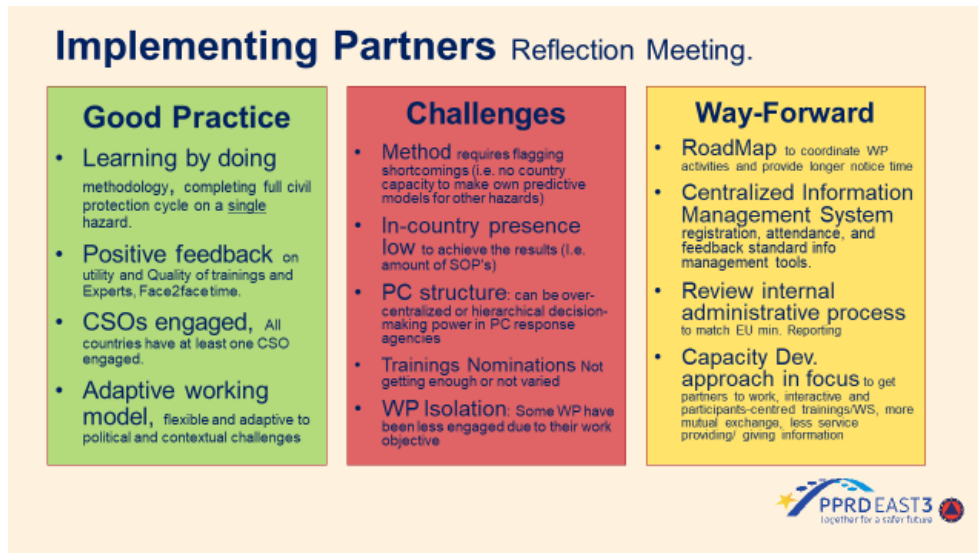 Implementing Partners Reflection Meeting.
Good Practice
• Learning by doing
methodology, completing full civil
protection cycle on a single
hazard.
• Positive feedback on
utility and Quality of trainings and
Experts, Face2facetime.
• CSOs engaged, All
countries have at least one CSO
engaged.
• Adaptive working
model, flexible and adaptive to
political and contextual challenges
Challenges
• Method requires flagging
shortcomings (i.e. no country
capacity to make own predictive
models for other hazards)
• In-country presence
low to achieve the results (I.e.
amount of SOP's)
• PC structure: can be over-
centralized or hierarchical decision-
making power in PC response
agencies
• Trainings Nominations Not
getting enough or not varied
• WP Isolation: Some WP have
been less engaged due to their work
objective
Way-Forward
• RoadMap to coordinate WP
activities and provide longer notice time
• Centralized Information
Management System
registration, attendance, and
feedback standard info
management tools.
• Review internal
administrative process
to match EU min. Reporting
• Capacity Dev.
approach in focus to get
partners to work, interactive and
participants-centred trainings/WS, more
mutual exchange, less service
providing/ giving information
PPRD EAST 3
together for a safer future